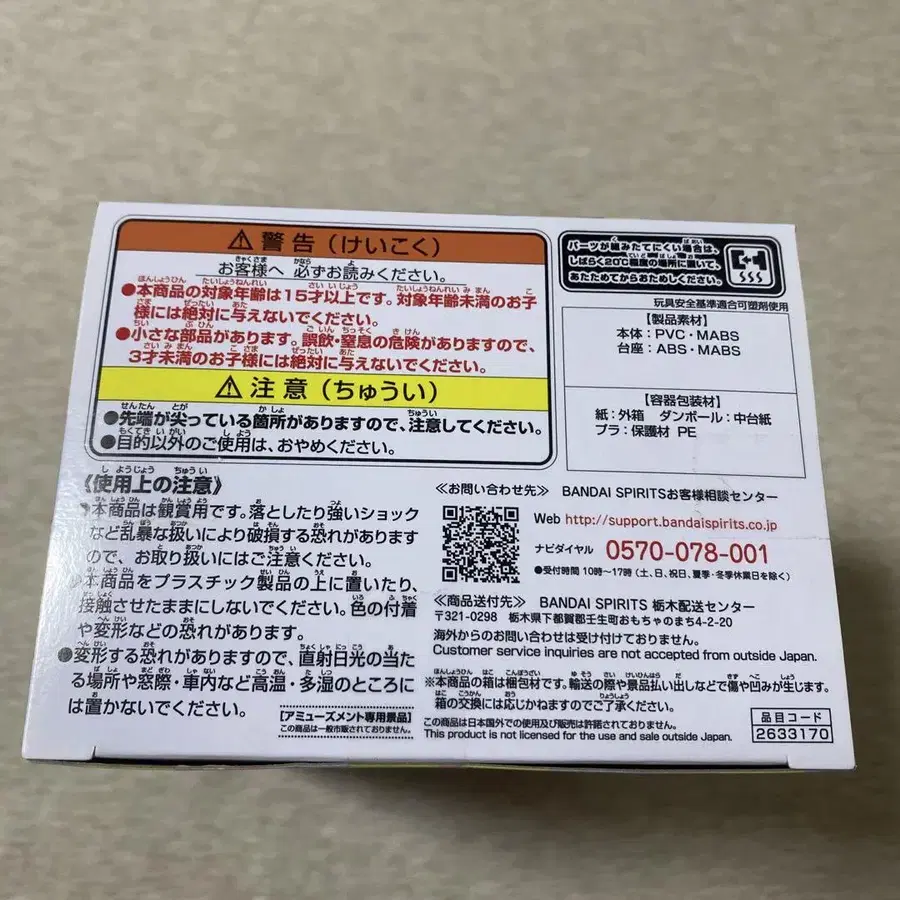 ⚠警告（けいこく）
お客様へ 必ずお読みください。
●本商品の対象年齢は15才以上です。対象年齢未満のお子
様には絶対に与えないでください。
●小さな部品があります。誤飲・窒息の危険がありますので、
3才未満のお子様には絶対に与えないでください。
⚠注意（ちゅうい）
●先端が尖っている箇所がありますので、注意してください。
●目的以外のご使用は、おやめください。
《使用上の注意》
●本商品は観賞用です。落としたり強いショック
など乱暴な扱いにより破損する恐れがあります
ので、お取り扱いにはご注意ください。
●本商品をプラスチック製品の上に置いたり、
接触させたままにしないでください。色の付着
や変形などの恐れがあります。
●変形する恐れがありますので、直射日光の当た
る場所や窓際・車内など高温・多湿のところに
は置かないでください。
【アミューズメント専用景品】
この商品は一般市販されておりません。
パーツが組みたてにくい場合は、
しばらく20℃程度の場所に置いて、
あたためてからおためしください。
玩具安全基準適合可塑剤使用
【製品素材】
本体：PVC・MABS
台座：ABS・MABS
【容器包装材】
紙：外箱 ダンボール：中台紙
プラ：保護材 PE
≪お問い合わせ先≫ BANDAI SPIRITSお客様相談センター
Web http://support.bandaispirits.co.jp
ナビダイヤル 0570-078-001
●受付時間 10時〜17時（土、日、祝日、夏季・冬季休業日を除く）
≪商品送付先≫ BANDAI SPIRITS 栃木配送センター
〒321-0298 栃木県下都賀郡壬生町おもちゃのまち4-2-20
海外からのお問い合わせは受け付けておりません。
Customer service inquiries are not accepted from outside Japan.
※本商品の箱は梱包材です。輸送の際や景品払い出しなどで傷や凹みが生じます。
箱の交換には応じかねますのでご了承ください。
この商品は日本国外での使用及び販売は許諾されておりません。
This product is not licensed for the use and sale outside Japan.
品目コード
2633170